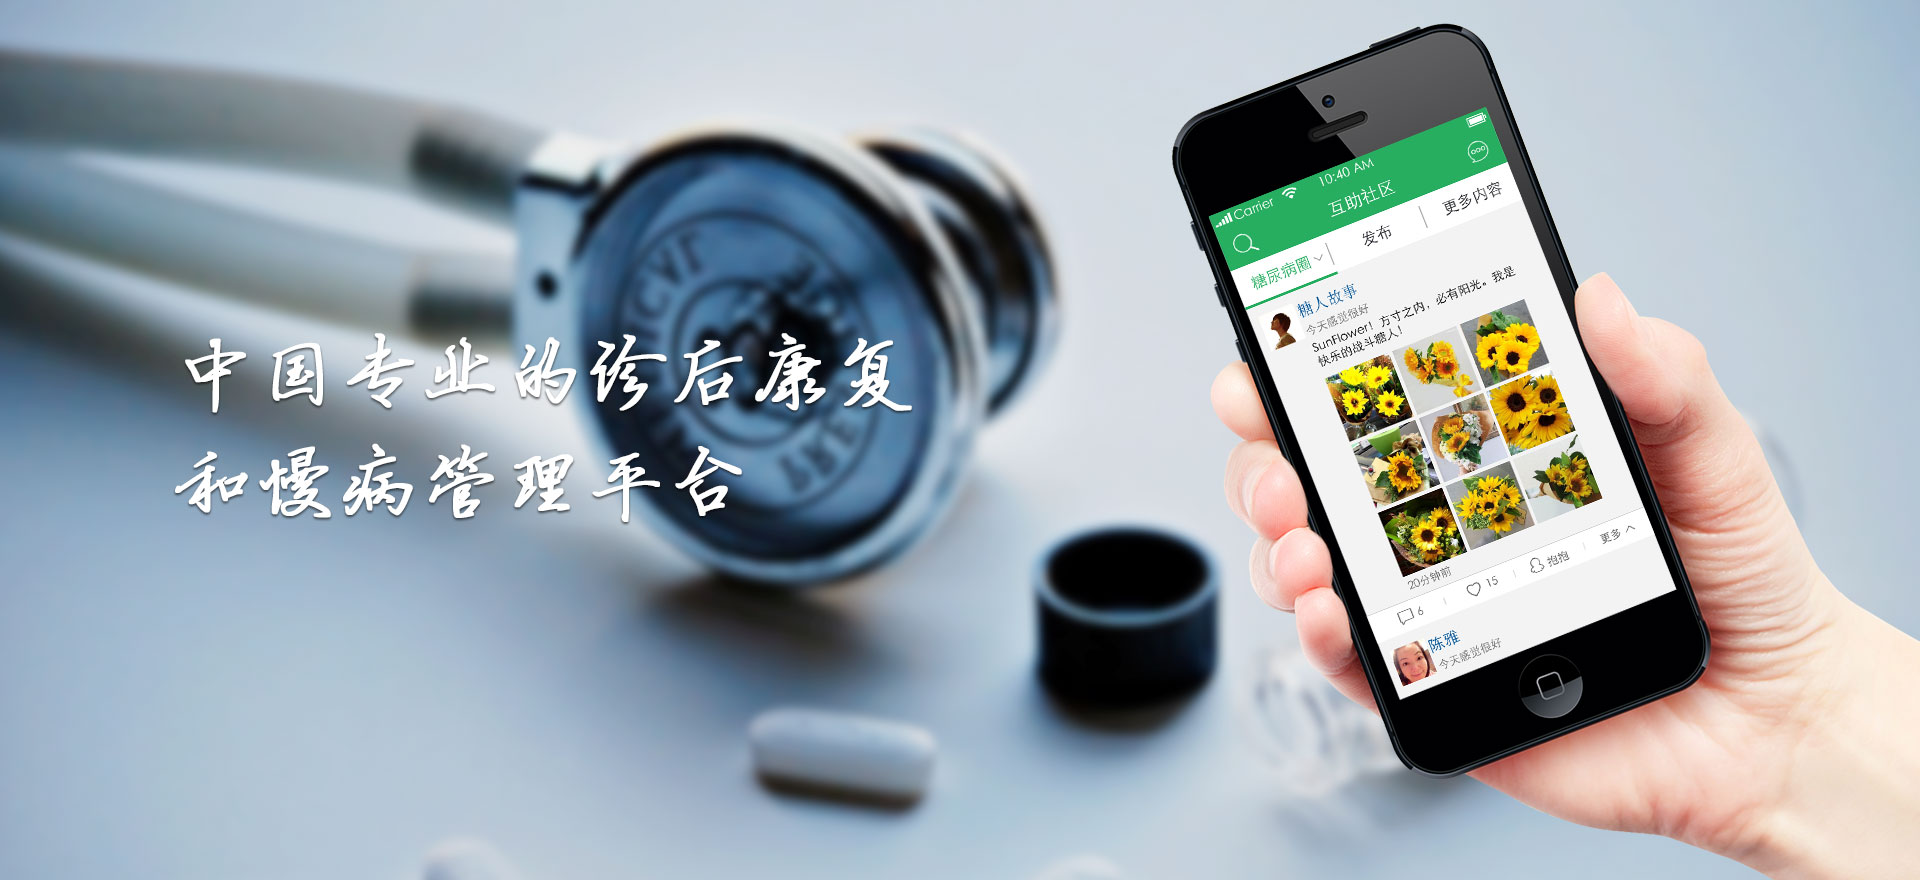 中国专业的诊后康复
和慢病管理平台
Carrier 10:40 AM
互助社区
糖尿病圈 发布 更多内容
糖人故事
今天感觉很好
SunFlower！方寸之内，必有阳光。我是
快乐的战斗糖人！
20分钟前
6 15 抱抱 更多
陈雅
今天感觉很好